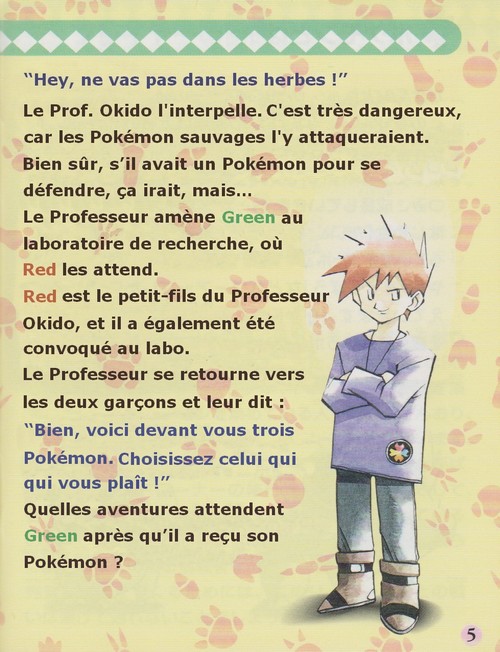 “Hey, ne vas pas dans les herbes !”
Le Prof. Okido l'interpelle. C'est très dangereux,
car les Pokémon sauvages l'y attaqueraient.
Bien sûr, s’il avait un Pokémon pour se
défendre, ça irait, mais...
Le Professeur amène Green au
laboratoire de recherche, où
Red les attend.
Red est le petit-fils du Professeur
Okido, et il a également été
convoqué au labo.
Le Professeur se retourne vers
les deux garçons et leur dit :
“Bien, voici devant vous trois
Pokémon. Choisissez celui qui
qui vous plaît !”
Quelles aventures attendent
Green après qu’il a reçu son
Pokémon ?
5